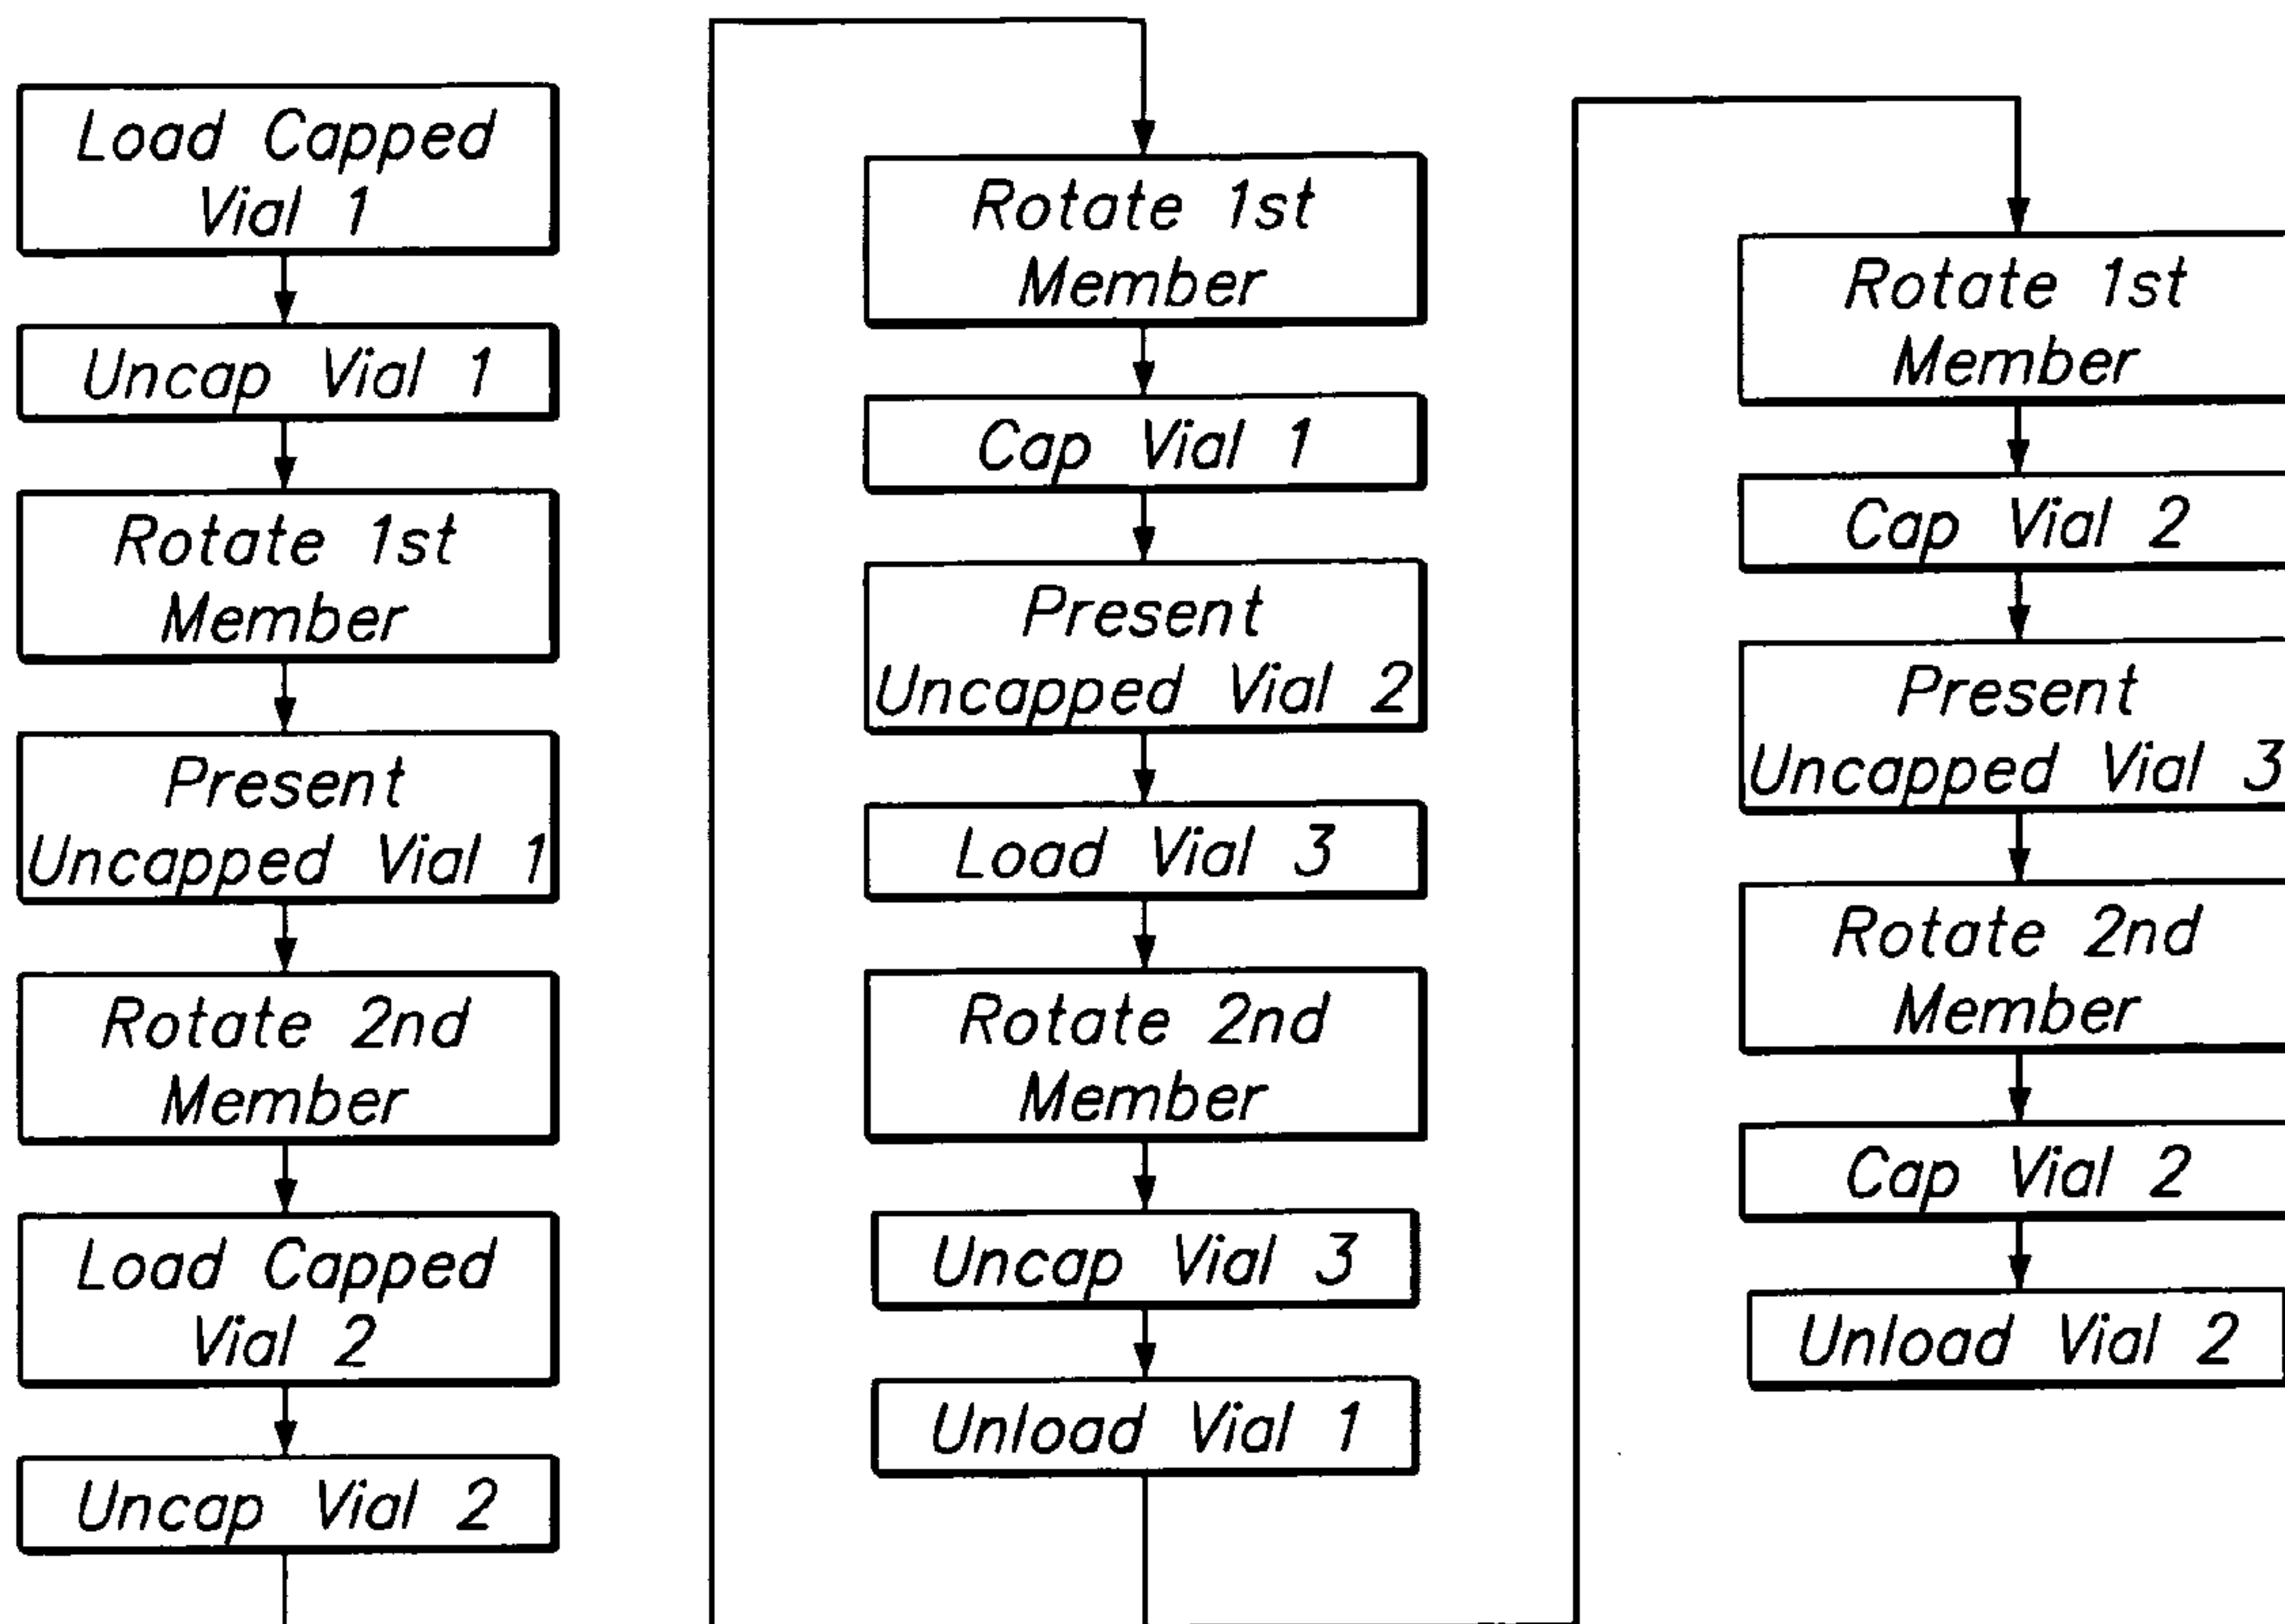 Load Capped
Vial 1
Uncap Vial 1
Rotate 1st
Member
Present
Uncapped Vial 1
Rotate 2nd
Member
Load Capped
Vial 2
Uncap Vial 2
Rotate 1st
Member
Cap Vial 1
Present
Uncapped Vial 2
Load Vial 3
Rotate 2nd
Member
Uncap Vial 3
Unload Vial 1
Rotate 1st
Member
Cap Vial 2
Present
Uncapped Vial 3
Rotate 2nd
Member
Cap Vial 2
Unload Vial 2